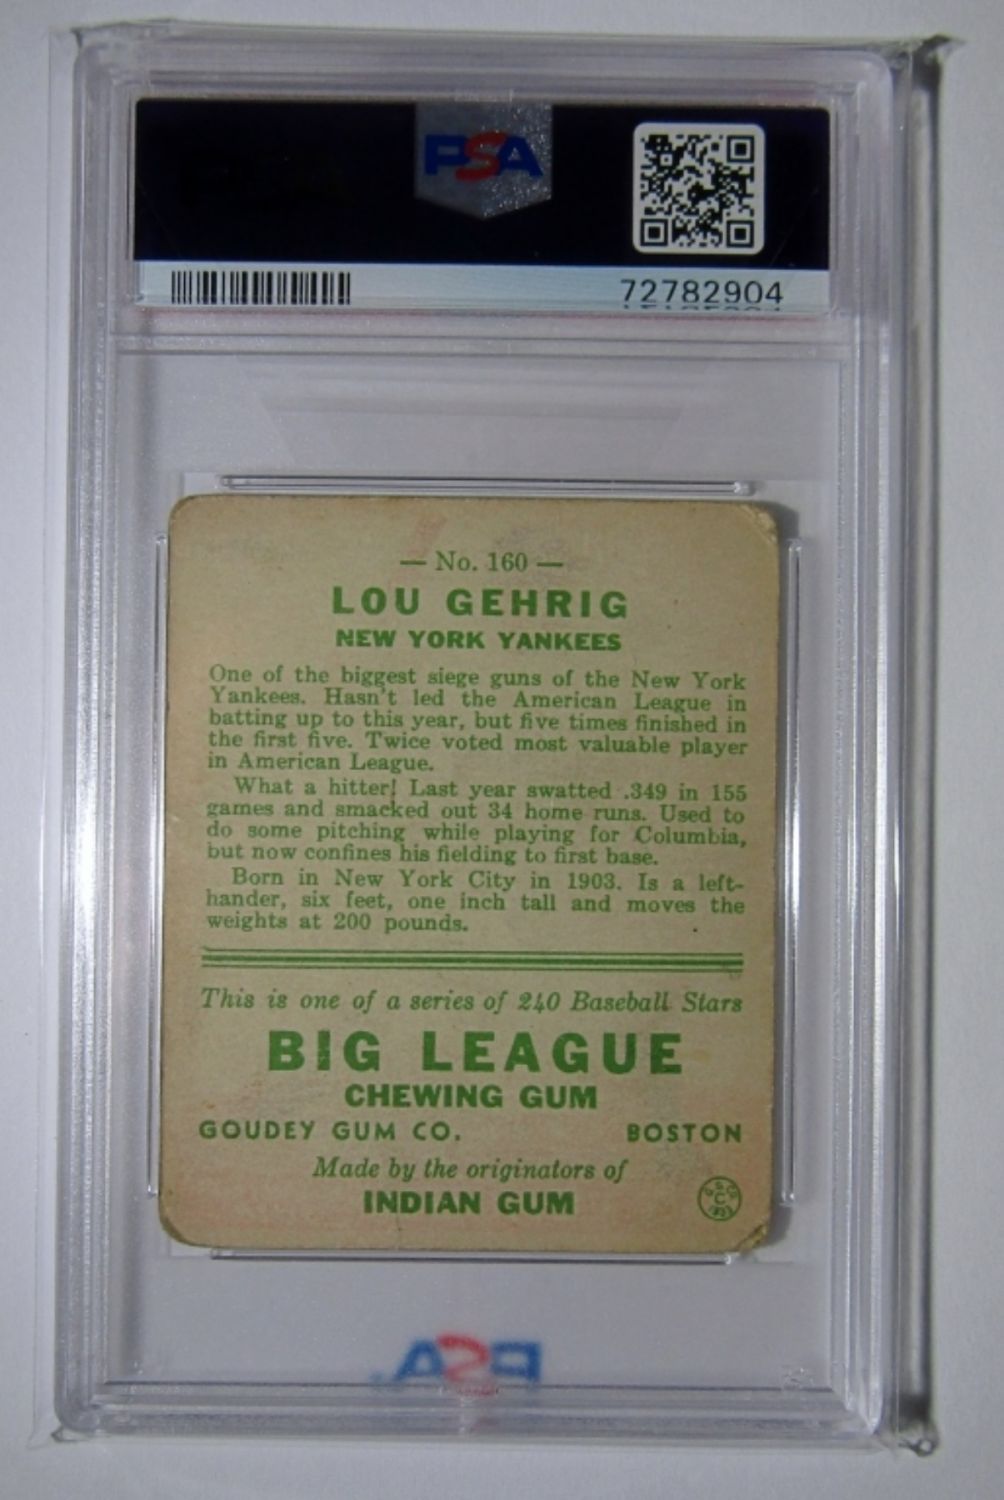 PSA
72782904
— No. 160 —
LOU GEHRIG
NEW YORK YANKEES
One of the biggest siege guns of the New York
Yankees. Hasn't led the American League in
batting up to this year, but five times finished in
the first five. Twice voted most valuable player
in American League.
What a hitter! Last year swatted .349 in 155
games and smacked out 34 home runs. Used to
do some pitching while playing for Columbia,
but now confines his fielding to first base.
Born in New York City in 1903. Is a left-
hander, six feet, one inch tall and moves the
weights at 200 pounds.
This is one of a series of 240 Baseball Stars
BIG LEAGUE
CHEWING GUM
GOUDEY GUM CO. BOSTON
Made by the originators of
INDIAN GUM
C
1933
PSA